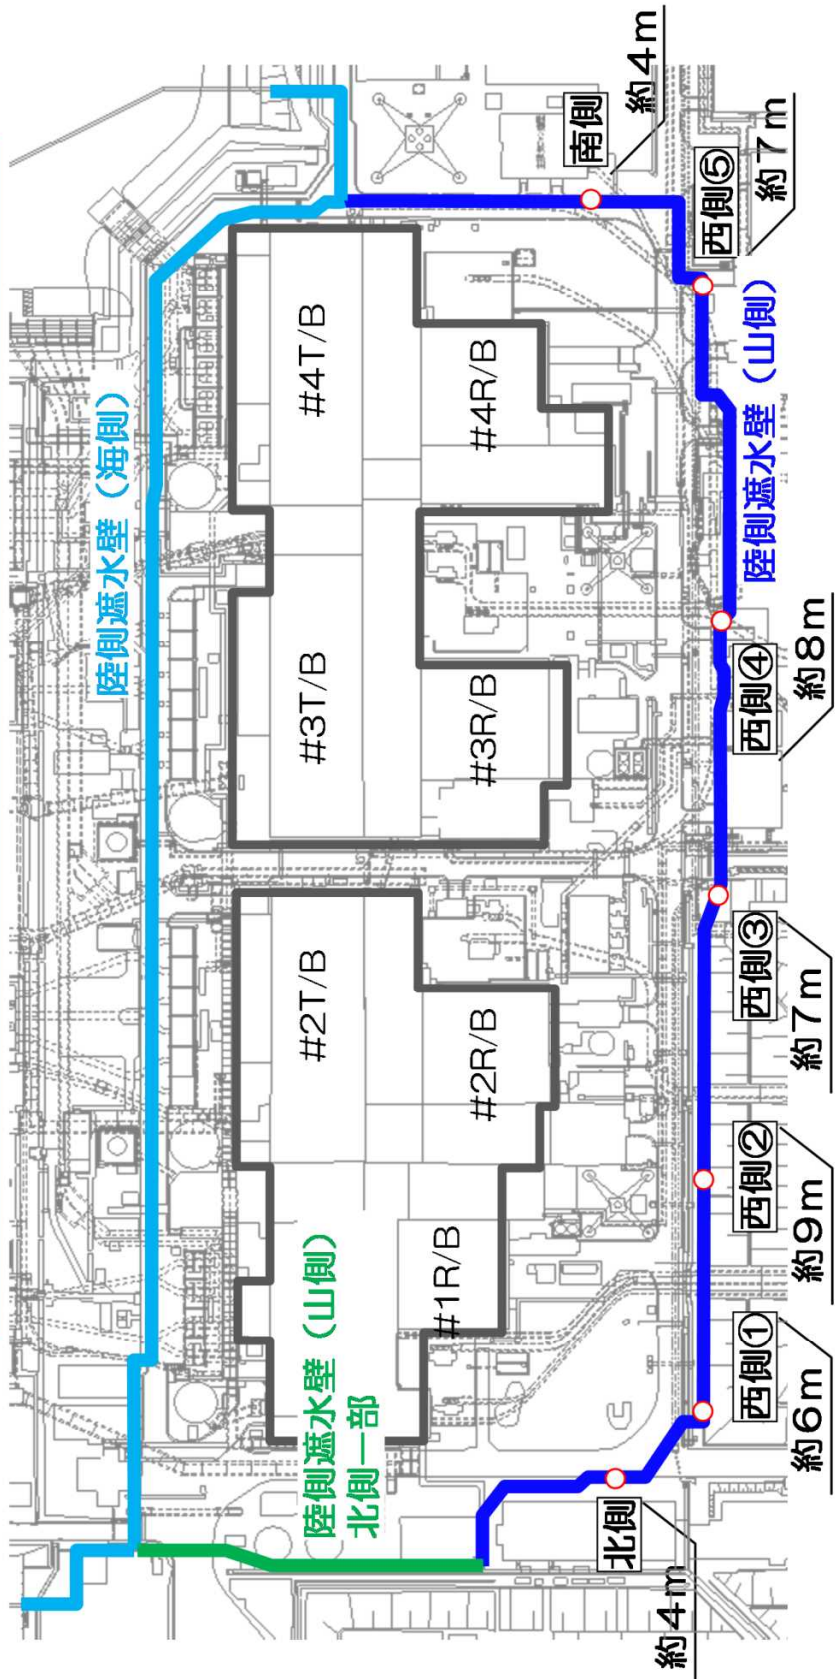 陸側遮水壁（海側）
#4T/B
#3T/B
#2T/B
#4R/B
#3R/B
#2R/B
#1R/B
陸側遮水壁（山側）
北側一部
陸側遮水壁（山側）
北側
約4m
西側①
約6m
西側②
約9m
西側③
約7m
西側④
約8m
西側⑤
約7m
南側
約4m